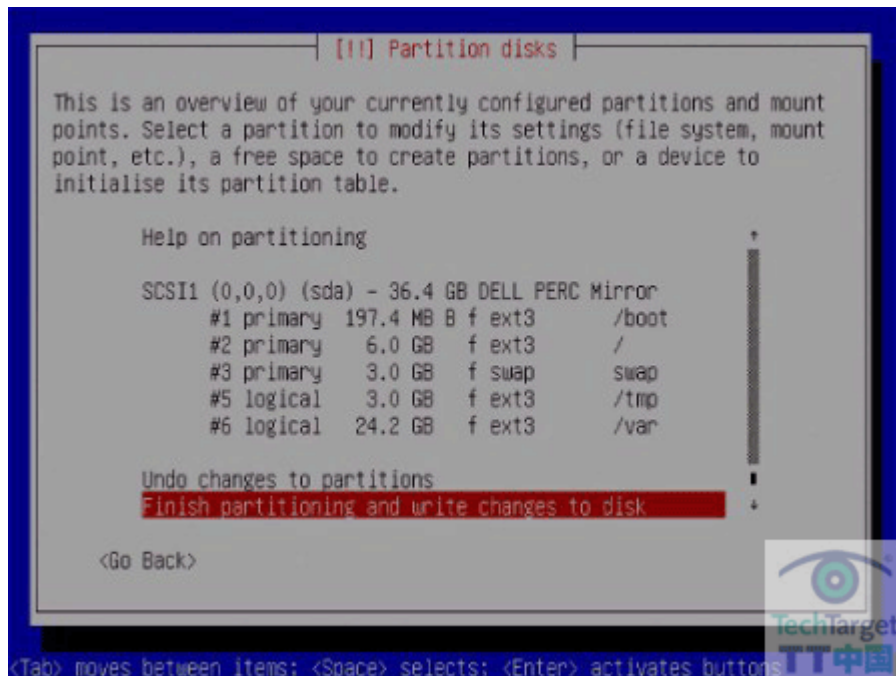 [!!] Partition disks
This is an overview of your currently configured partitions and mount
points. Select a partition to modify its settings (file system, mount
point, etc.), a free space to create partitions, or a device to
initialise its partition table.
Help on partitioning
SCSI1 (0,0,0) (sda) - 36.4 GB DELL PERC Mirror
#1 primary 197.4 MB B f ext3 /boot
#2 primary 6.0 GB f ext3 /
#3 primary 3.0 GB f swap swap
#5 logical 3.0 GB f ext3 /tmp
#6 logical 24.2 GB f ext3 /var
Undo changes to partitions
Finish partitioning and write changes to disk
<Go Back>
TechTarget
TT中国
<Tab> moves between items; <Space> selects; <Enter> activates buttons